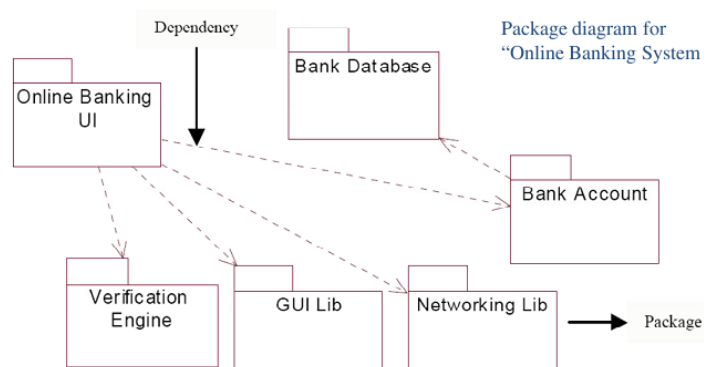 Dependency
Package diagram for
“Online Banking System
Bank Database
Online Banking
UI
Bank Account
Verification
Engine
GUI Lib
Networking Lib
Package